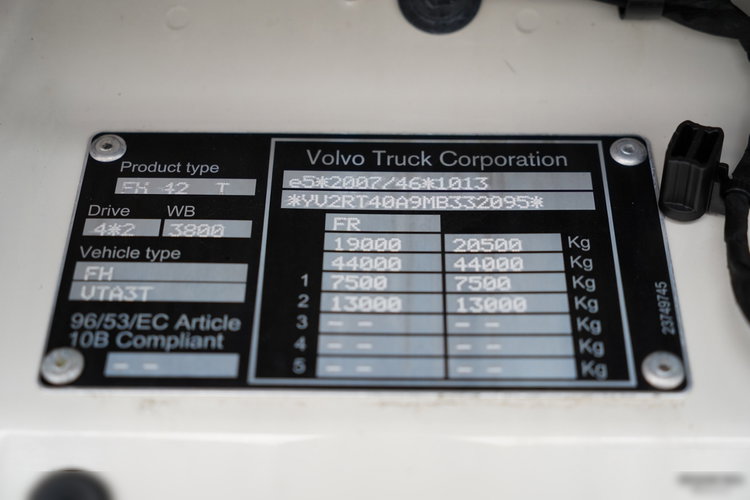 Product type
FH 42 T
Drive WB
4*2 3800
Vehicle type
FH
VTA3T
96/53/EC Article
10B Compliant
-- --
Volvo Truck Corporation
e5*2007/46*1013
*YV2RT40A9MB332095*
FR
19000 20500 Kg
44000 44000 Kg
1 7500 7500 Kg
2 13000 13000 Kg
3 -- -- -- -- Kg
4 -- -- -- -- Kg
5 -- -- -- -- Kg
23749745